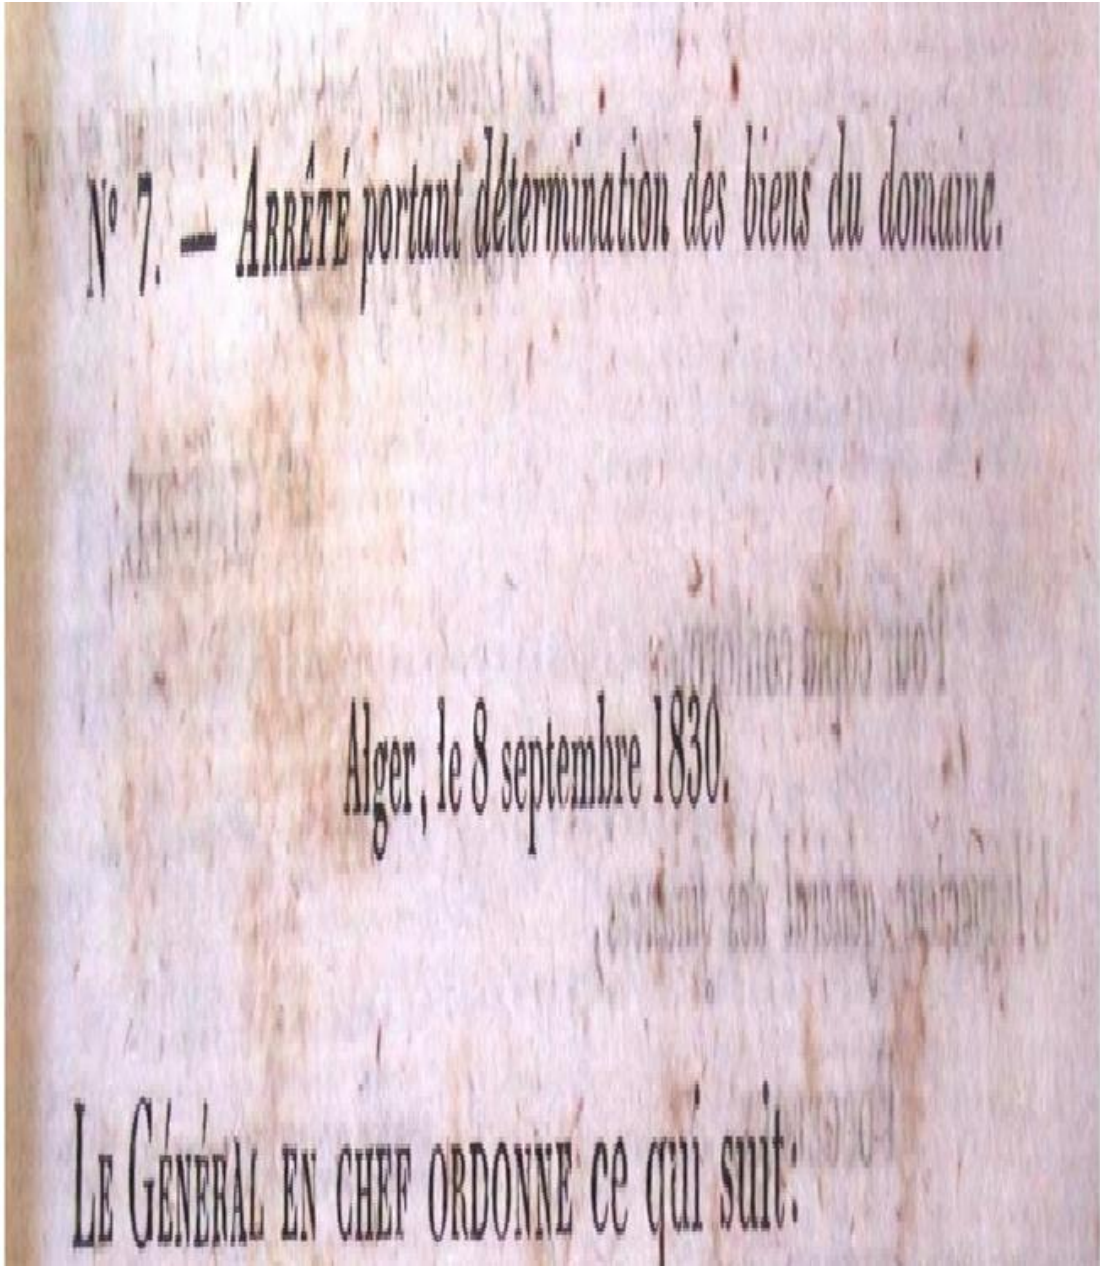 N° 7. — ARRÊTÉ portant détermination des biens du domaine.
Alger, le 8 septembre 1830.
LE GÉNÉRAL EN CHEF ORDONNE ce qui suit: